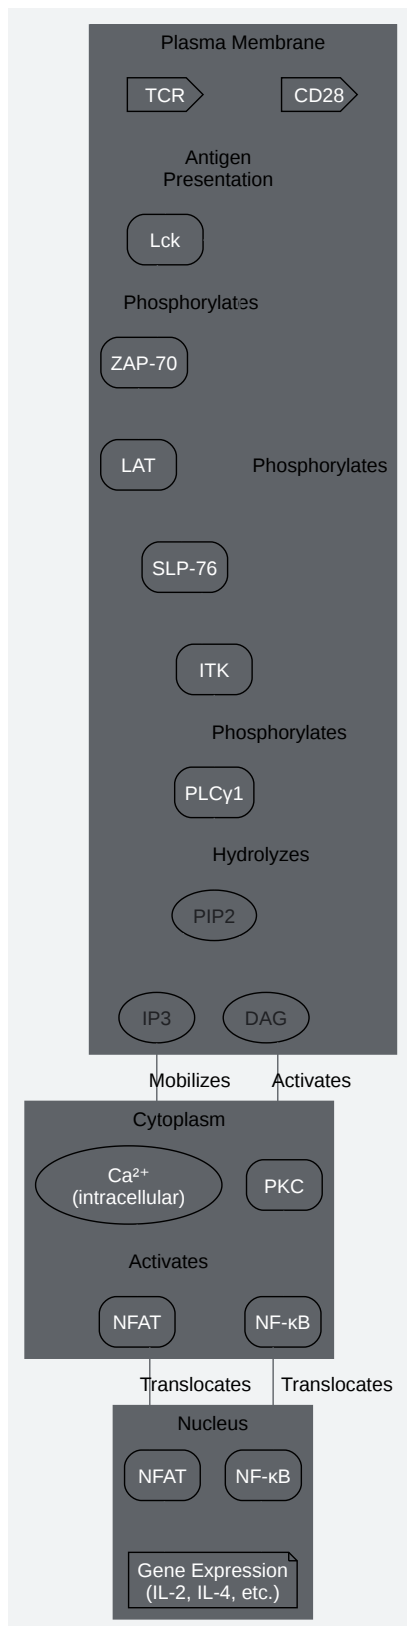 Plasma Membrane
TCR
CD28
Antigen
Presentation
Lck
Phosphorylates
ZAP-70
LAT
Phosphorylates
SLP-76
ITK
Phosphorylates
PLCγ1
Hydrolyzes
PIP2
IP3
DAG
Mobilizes
Activates
Cytoplasm
Ca²⁺
(intracellular)
PKC
Activates
NFAT
NF-κB
Translocates
Translocates
Nucleus
NFAT
NF-κB
Gene Expression
(IL-2, IL-4, etc.)